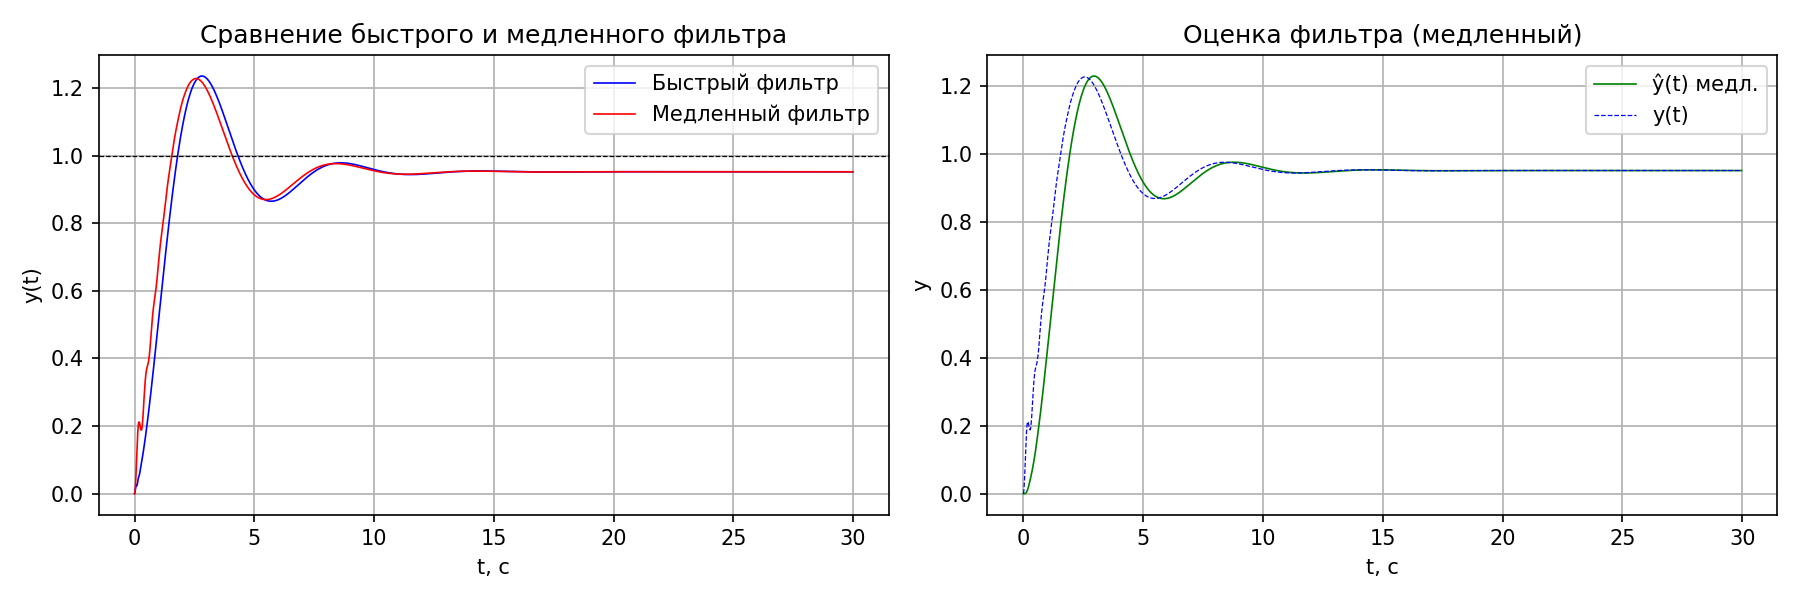 Сравнение быстрого и медленного фильтра
Быстрый фильтр
Медленный фильтр
y(t)
1.2
1.0
0.8
0.6
0.4
0.2
0.0
0 5 10 15 20 25 30
t, с
Оценка фильтра (медленный)
ŷ(t) медл.
y(t)
y
1.2
1.0
0.8
0.6
0.4
0.2
0.0
0 5 10 15 20 25 30
t, с